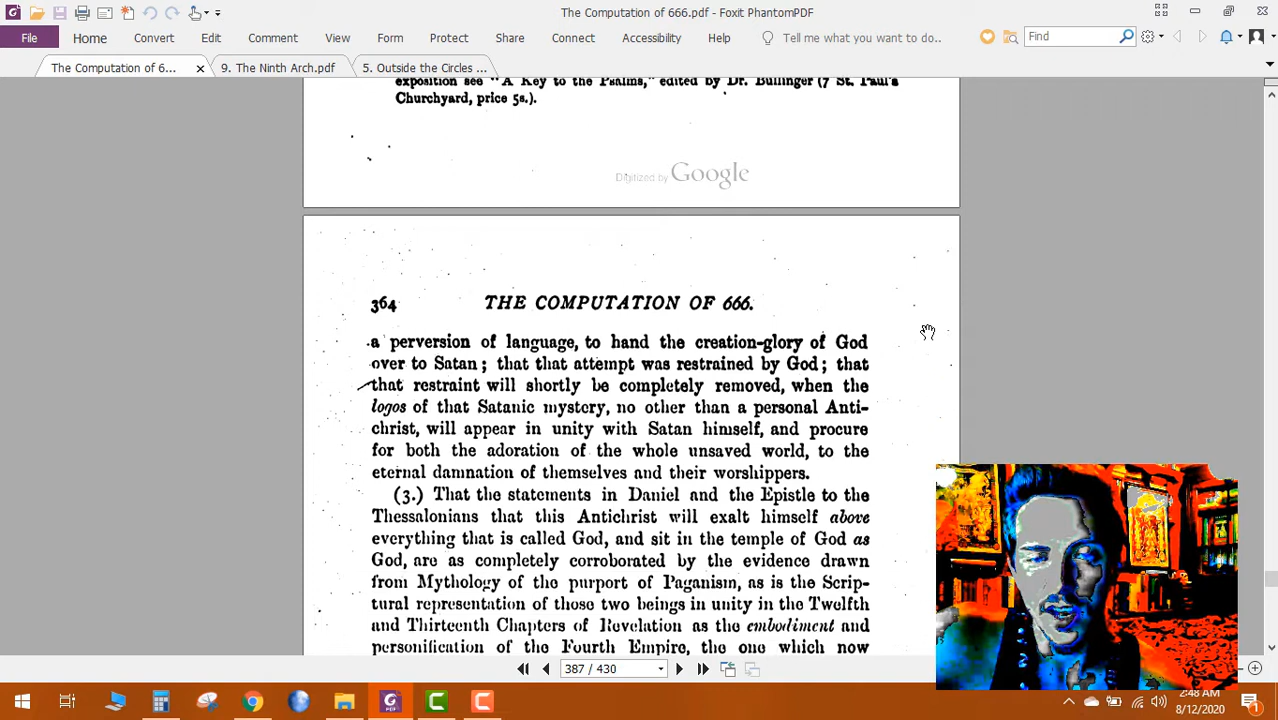 The Computation of 666.pdf - Foxit PhantomPDF
File Home Convert Edit Comment View Form Protect Share Connect Accessibility Help Tell me what you want to do.. Find
The Computation of 6... 9. The Ninth Arch.pdf 5. Outside the Circles ...
exposition see "A Key to the Psalms," edited by Dr. Bullinger (7 St. Paul's
Churchyard, price 5s.).
Digitized by Google
364 THE COMPUTATION OF 666.
a perversion of language, to hand the creation-glory of God
over to Satan; that that attempt was restrained by God; that
that restraint will shortly be completely removed, when the
logos of that Satanic mystery, no other than a personal Anti-
christ, will appear in unity with Satan himself, and procure
for both the adoration of the whole unsaved world, to the
eternal damnation of themselves and their worshippers.
(3.) That the statements in Daniel and the Epistle to the
Thessalonians that this Antichrist will exalt himself above
everything that is called God, and sit in the temple of God as
God, are as completely corroborated by the evidence drawn
from Mythology of the purport of Paganism, as is the Scrip-
tural representation of those two beings in unity in the Twelfth
and Thirteenth Chapters of Revelation as the embodiment and
personification of the Fourth Empire, the one which now
387 / 430
2:48 AM
8/12/2020